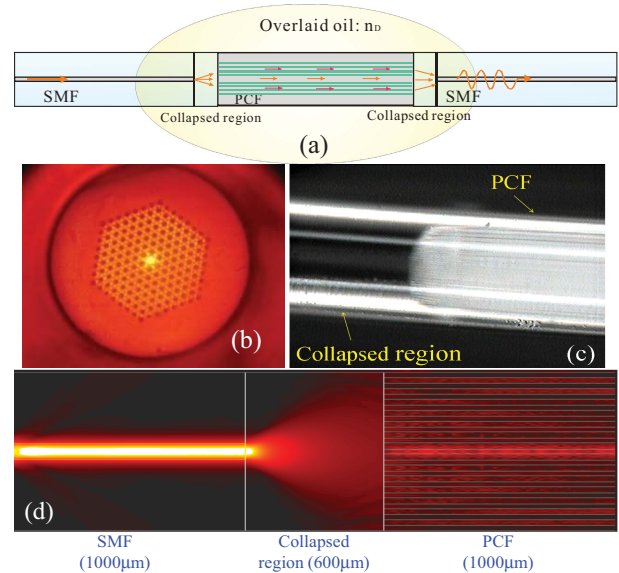 Overlaid oil: nD
SMF
PCF
SMF
Collapsed region
Collapsed region
(a)
PCF
(b)
Collapsed region
(c)
(d)
SMF
(1000μm)
Collapsed
region (600μm)
PCF
(1000μm)